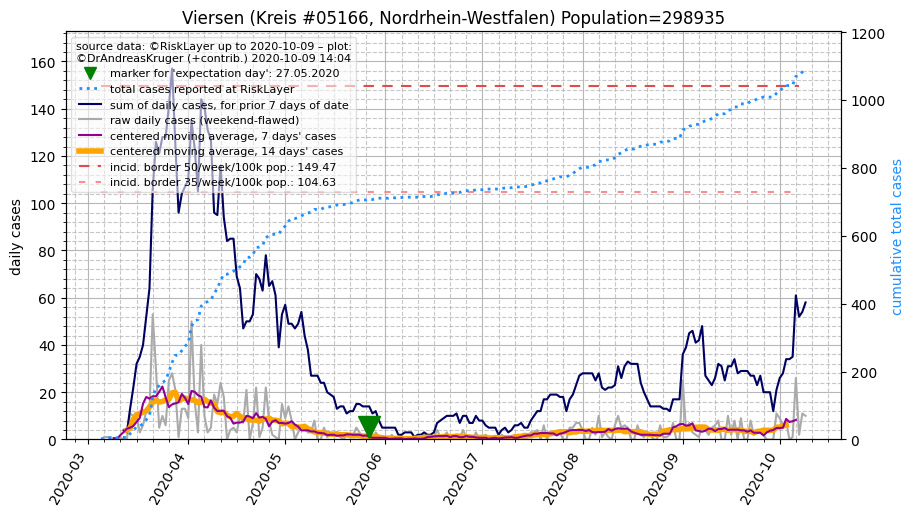 Viersen (Kreis #05166, Nordrhein-Westfalen) Population=298935
source data: ©RiskLayer up to 2020-10-09 – plot:
©DrAndreasKruger (+contrib.) 2020-10-09 14:04
marker for 'expectation day': 27.05.2020
total cases reported at RiskLayer
sum of daily cases, for prior 7 days of date
raw daily cases (weekend-flawed)
centered moving average, 7 days' cases
centered moving average, 14 days' cases
incid. border 50/week/100k pop.: 149.47
incid. border 35/week/100k pop.: 104.63
daily cases
160
140
120
100
80
60
40
20
0
cumulative total cases
1200
1000
800
600
400
200
0
2020-03
2020-04
2020-05
2020-06
2020-07
2020-08
2020-09
2020-10